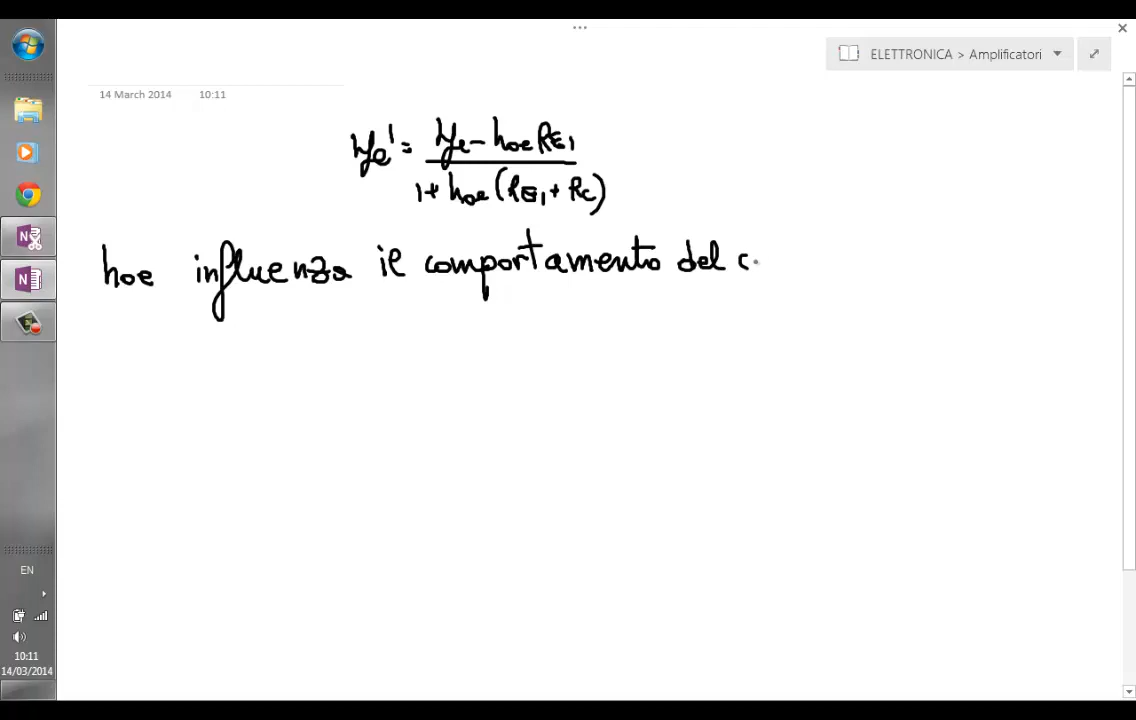 ELETTRONICA > Amplificatori
14 March 2014 10:11
hfe' = hfe - hoe RE1
1 + hoe (RE1 + RC)
hoe influenza il comportamento del c
EN
10:11
14/03/2014